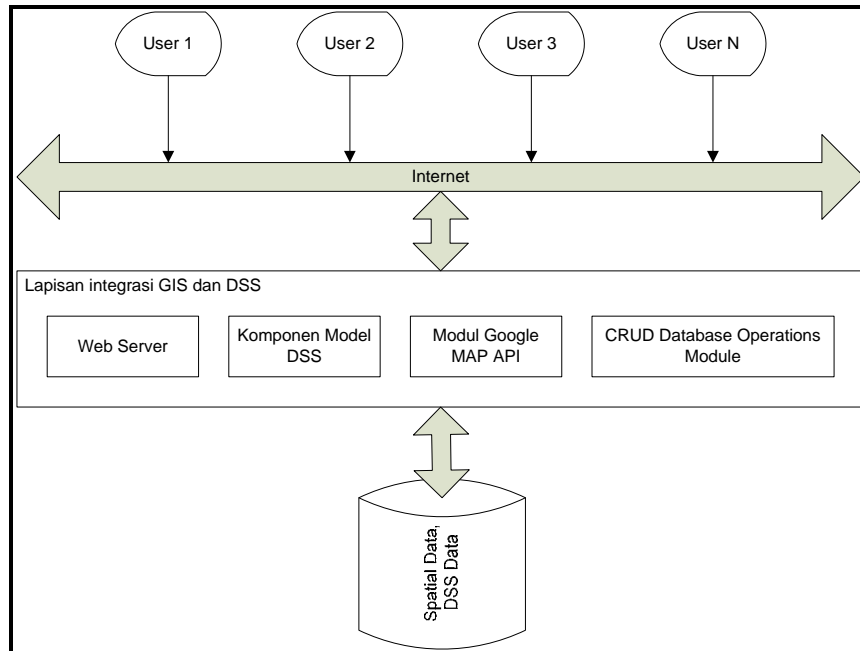 User 1
User 2
User 3
User N
Internet
Lapisan integrasi GIS dan DSS
Web Server
Komponen Model
DSS
Modul Google
MAP API
CRUD Database Operations
Module
Spatial Data,
DSS Data